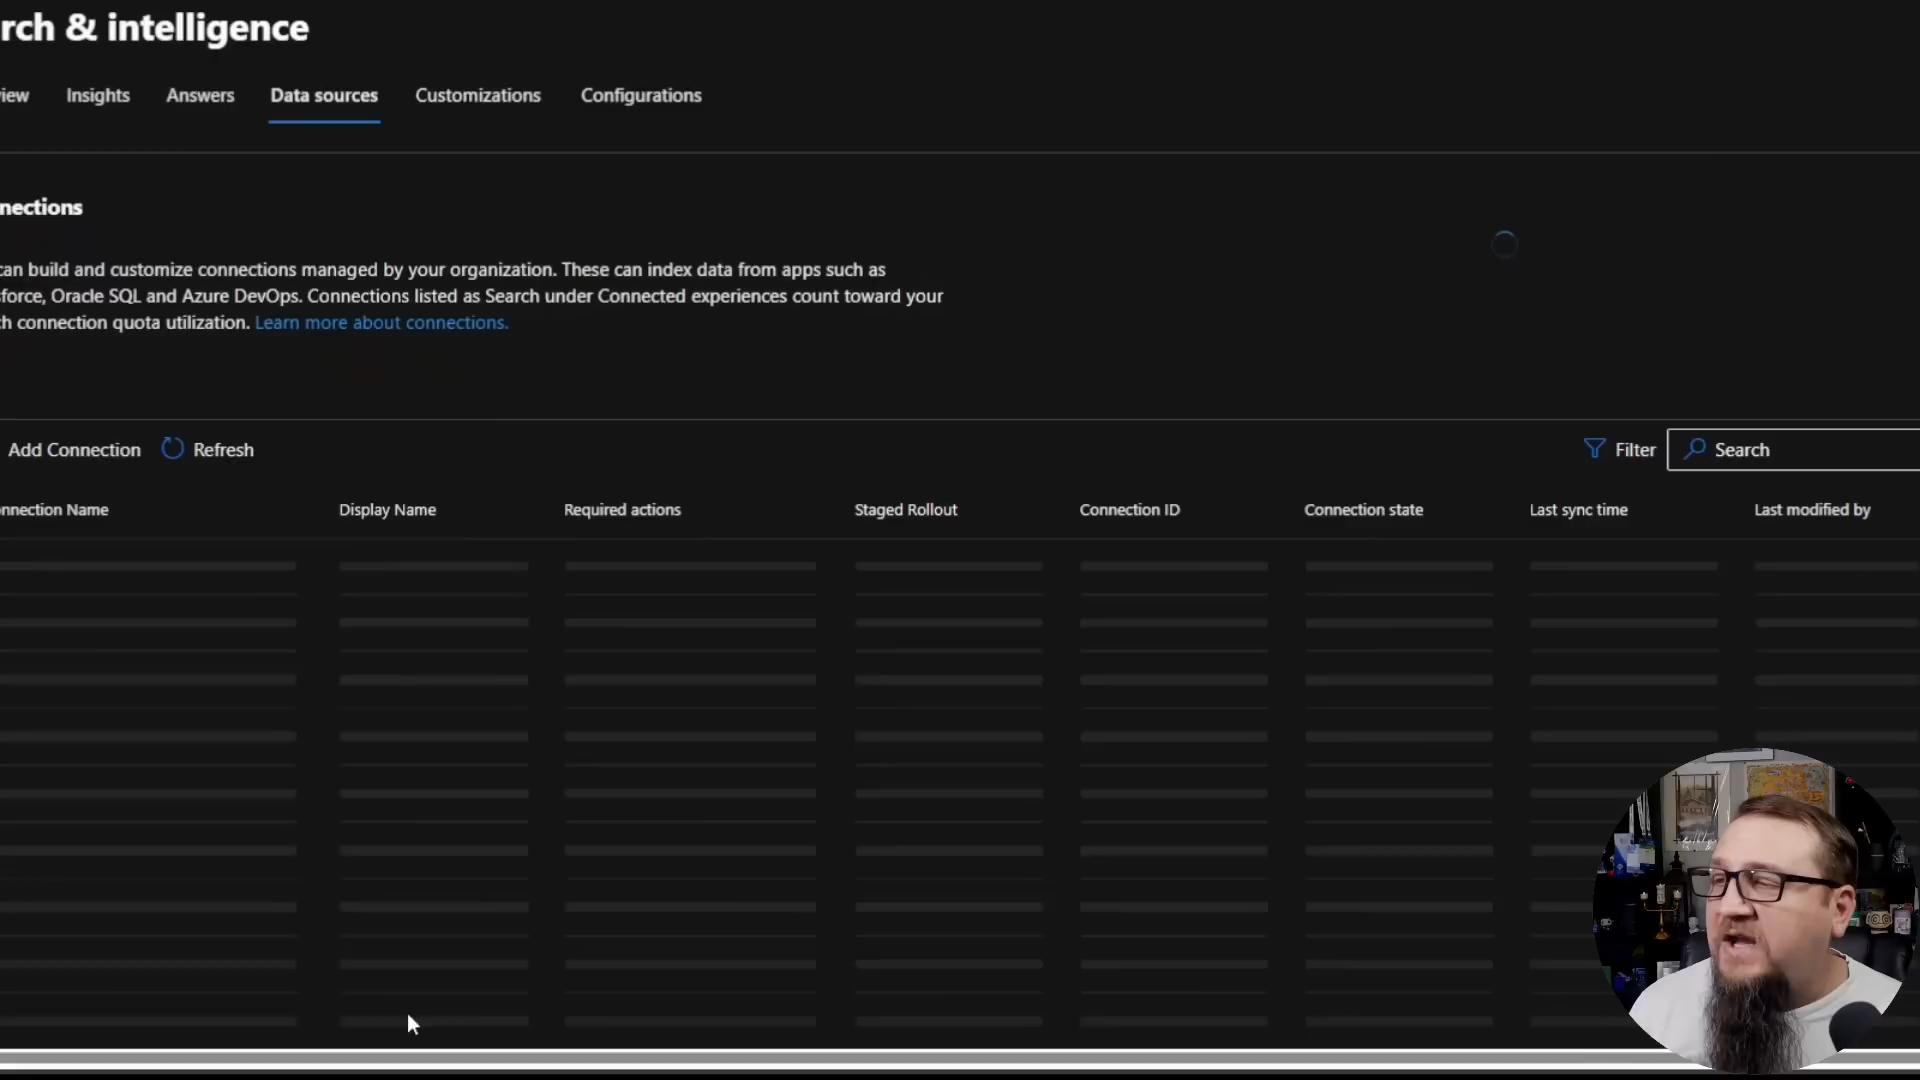 rch & intelligence
iew Insights Answers Data sources Customizations Configurations
nections
can build and customize connections managed by your organization. These can index data from apps such as
sforce, Oracle SQL and Azure DevOps. Connections listed as Search under Connected experiences count toward your
ch connection quota utilization. Learn more about connections.
Add Connection Refresh Filter Search
onnection Name Display Name Required actions Staged Rollout Connection ID Connection state Last sync time Last modified by